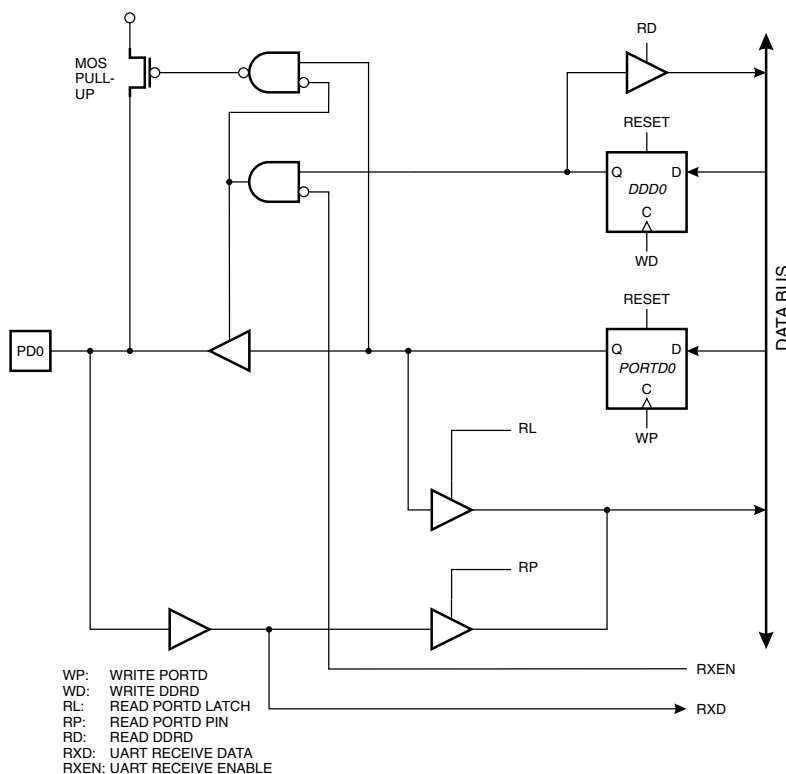 RD
MOS
PULL-
UP
RESET
Q D
DDD0
C
WD
DATA BUS
RESET
PD0
Q D
PORTD0
C
WP
RL
RP
RXEN
WP: WRITE PORTD
WD: WRITE DDRD
RL: READ PORTD LATCH
RXD
RP: READ PORTD PIN
RD: READ DDRD
RXD: UART RECEIVE DATA
RXEN: UART RECEIVE ENABLE